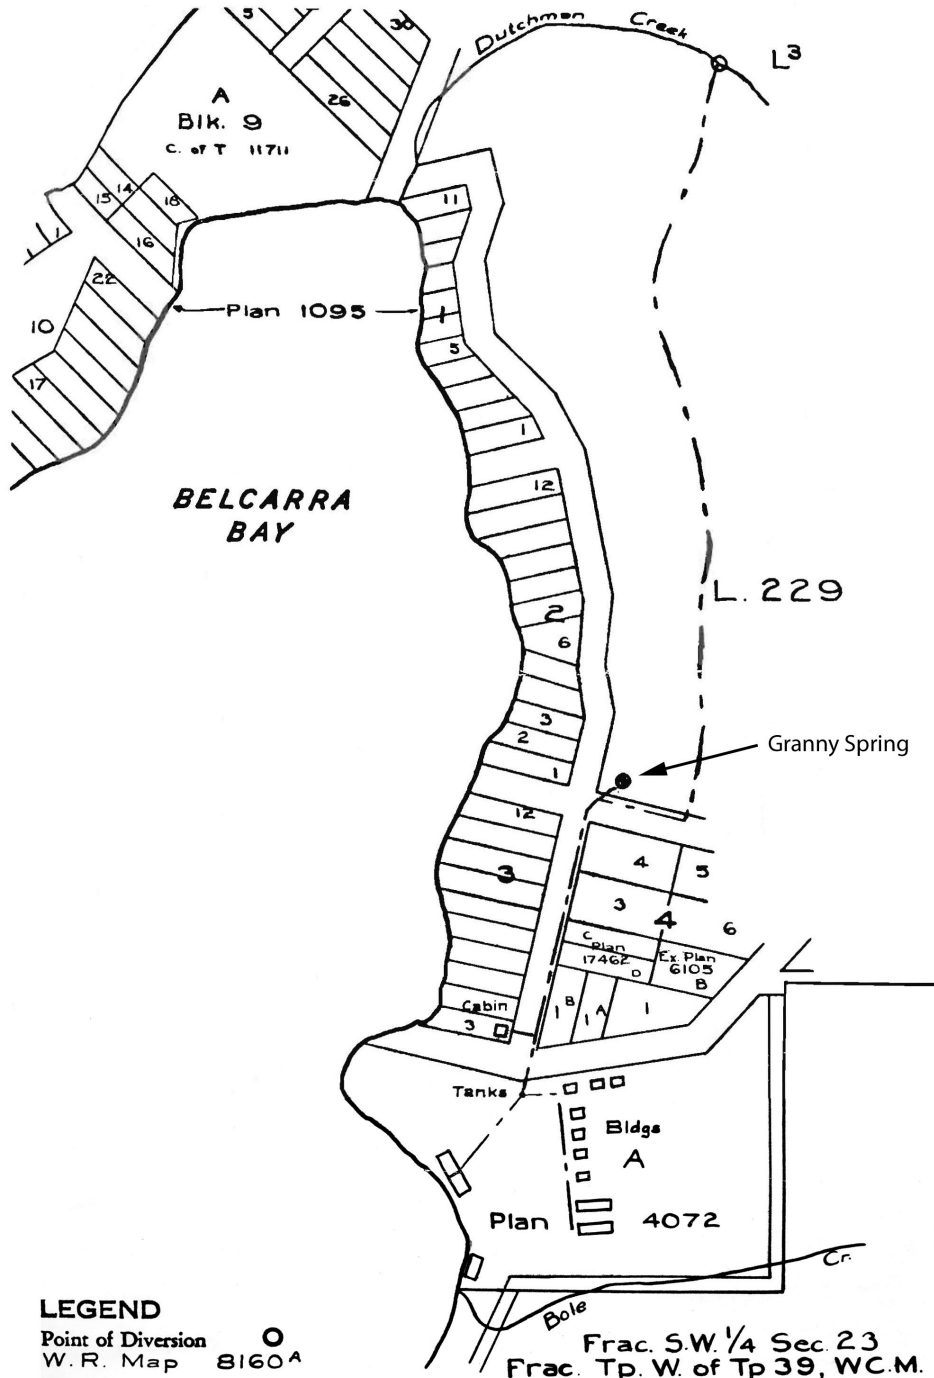 5
30
Dutchman Creek
L3
26
A
Blk. 9
C. of T 11711
15
14
18
16
1
11
22
Plan 1095
1
10
5
17
1
BELCARRA
BAY
12
L. 229
2
6
3
2
1
Granny Spring
12
3
4
5
3
4
6
C
Plan
17462
D
Ex. Plan
6105
B
Cabin
3
1 B
1 A
1
Tanks
Bldgs
A
Plan 4072
Cr.
Bole
LEGEND
Point of Diversion O
W. R. Map 8160 A
Frac. S.W. 1/4 Sec. 23
Frac. Tp. W. of Tp 39, W.C.M.